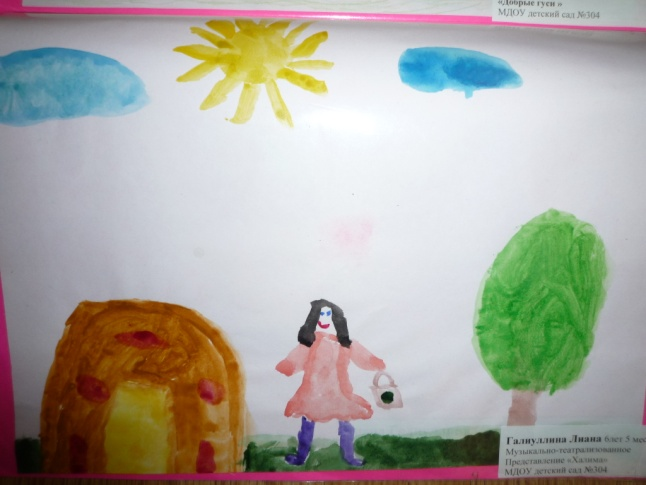 «Добрые гуси »
МДОУ детский сад №304
Галиуллина Лиана 6лет 5 мес
Музыкально-театрализованное
Представление «Халима»
МДОУ детский сад №304